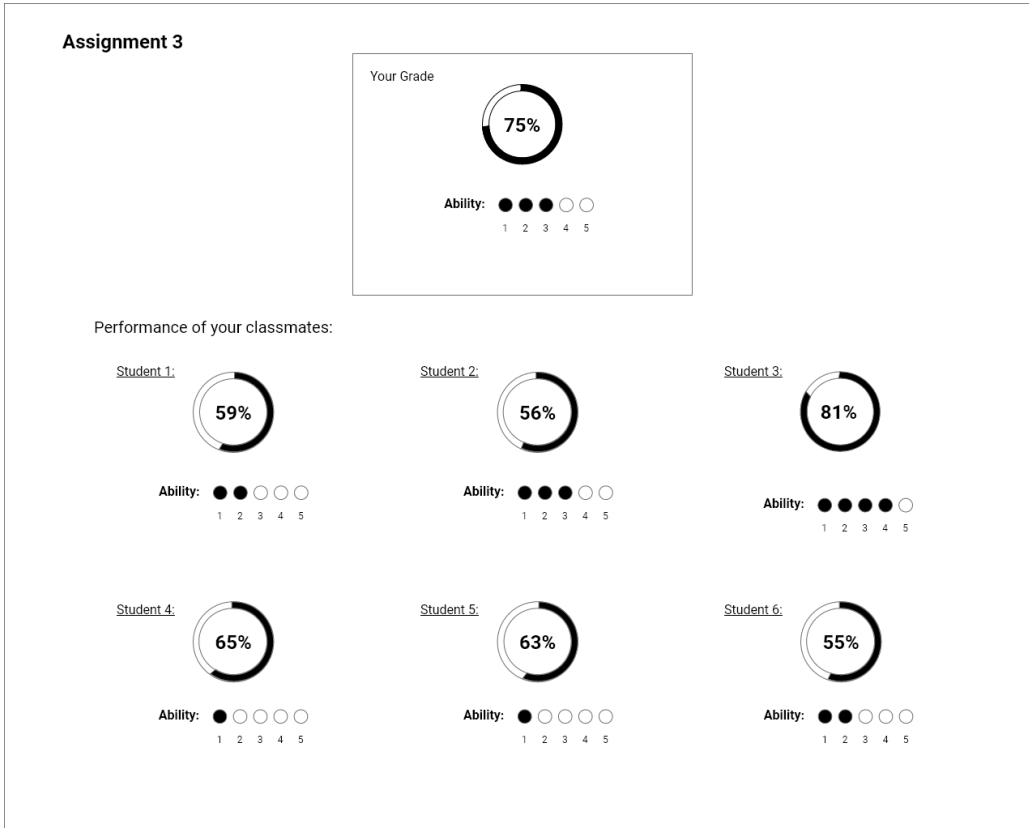 Assignment 3
Your Grade
75%
Ability:
1 2 3 4 5
Performance of your classmates:
Student 1:
59%
Ability:
1 2 3 4 5
Student 2:
56%
Ability:
1 2 3 4 5
Student 3:
81%
Ability:
1 2 3 4 5
Student 4:
65%
Ability:
1 2 3 4 5
Student 5:
63%
Ability:
1 2 3 4 5
Student 6:
55%
Ability:
1 2 3 4 5